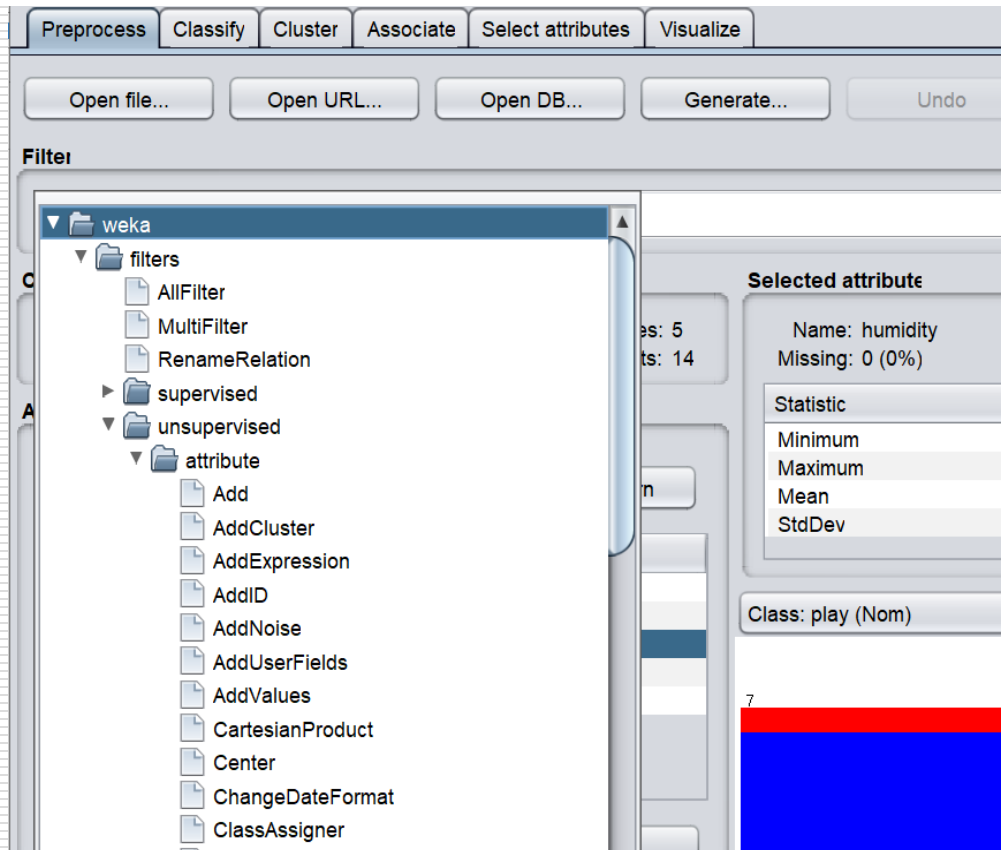 Preprocess Classify Cluster Associate Select attributes Visualize
Open file... Open URL... Open DB... Generate... Undo
Filter
weka
filters
AllFilter
MultiFilter
RenameRelation
supervised
unsupervised
attribute
Add
AddCluster
AddExpression
AddID
AddNoise
AddUserFields
AddValues
CartesianProduct
Center
ChangeDateFormat
ClassAssigner
es: 5
ts: 14
Selected attribute
Name: humidity
Missing: 0 (0%)
Statistic
Minimum
Maximum
Mean
StdDev
Class: play (Nom)
7